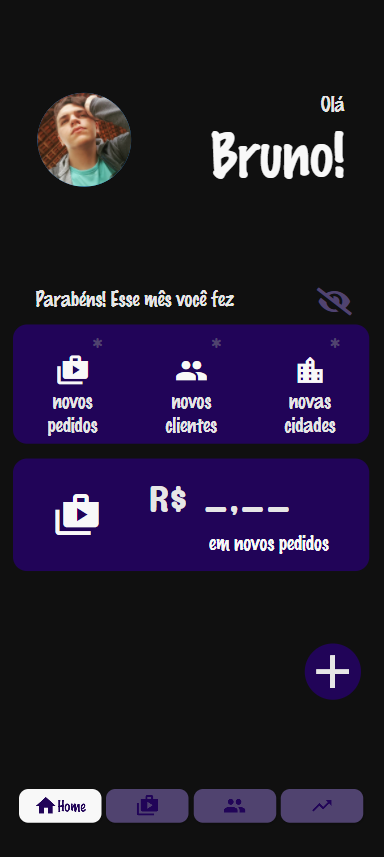 Olá
Bruno!
Parabéns! Esse mês você fez
* * *
novos novos novas
pedidos clientes cidades
R$ _,_ _
em novos pedidos
Home